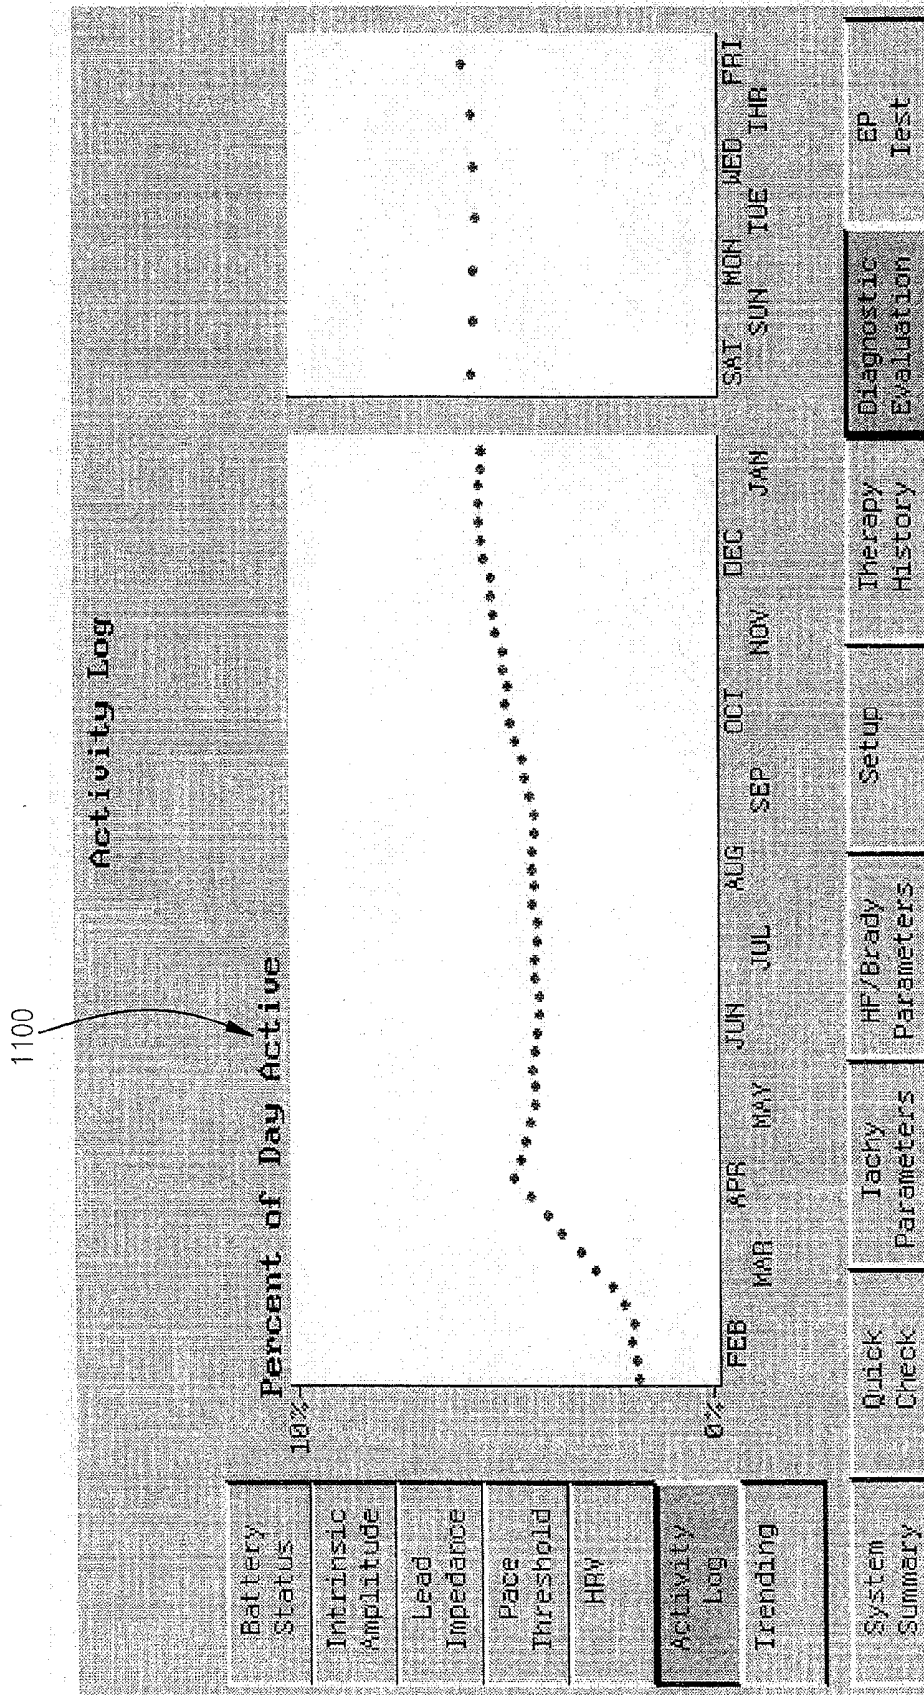 1100
Activity Log
Percent of Day Active
10%
0%
FEB
MAR
APR
MAY
JUN
JUL
AUG
SEP
OCT
NOV
DEC
JAN
SAT
SUN
MON
TUE
WED
THR
FRI
Battery
Status
Intrinsic
Amplitude
Lead
Impedance
Pace
Threshold
HRV
Activity
Log
Trending
System
Summary
Quick
Check
Tachy
Parameters
HF/Brady
Parameters
Setup
Therapy
History
Diagnostic
Evaluation
EP
Test